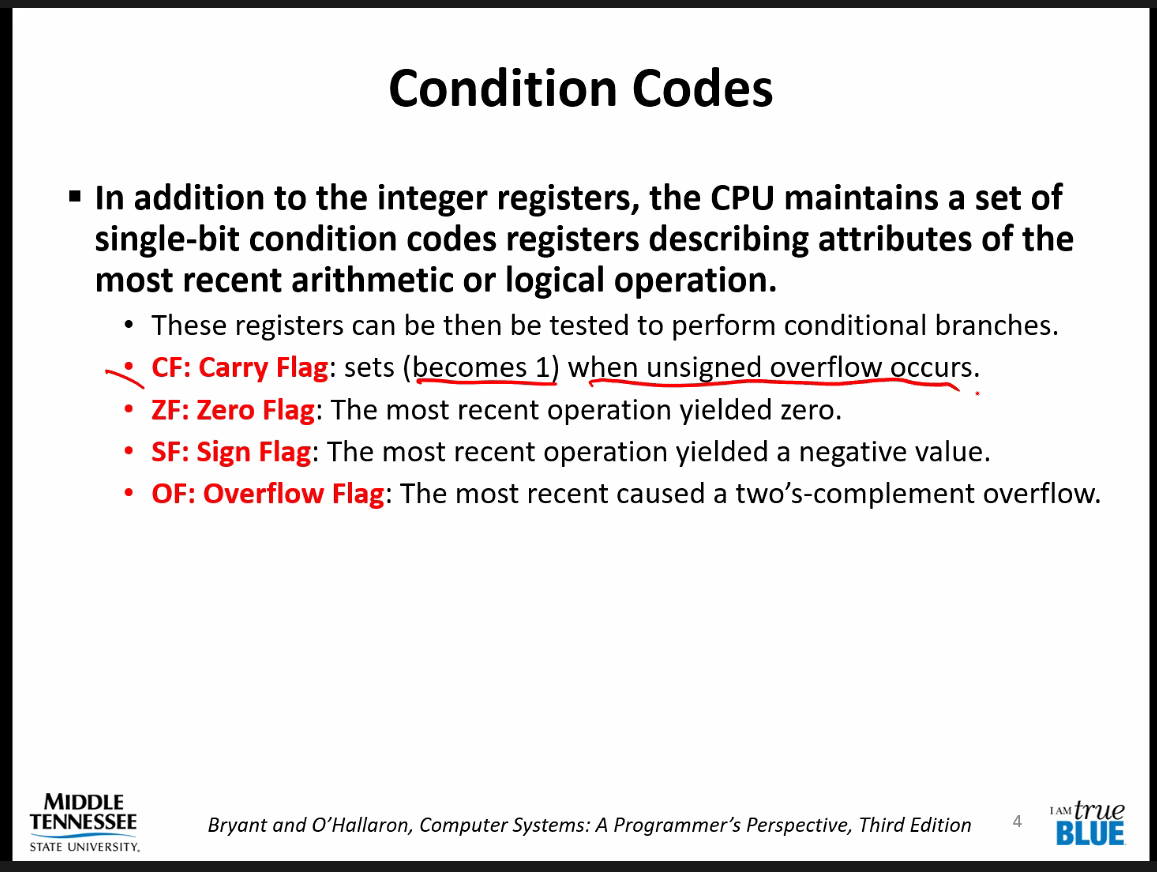 Condition Codes
▪ In addition to the integer registers, the CPU maintains a set of
single-bit condition codes registers describing attributes of the
most recent arithmetic or logical operation.
• These registers can be then be tested to perform conditional branches.
• CF: Carry Flag: sets (becomes 1) when unsigned overflow occurs.
• ZF: Zero Flag: The most recent operation yielded zero.
• SF: Sign Flag: The most recent operation yielded a negative value.
• OF: Overflow Flag: The most recent caused a two’s-complement overflow.
MIDDLE
TENNESSEE
STATE UNIVERSITY.
Bryant and O’Hallaron, Computer Systems: A Programmer’s Perspective, Third Edition
4
I AM true
BLUE